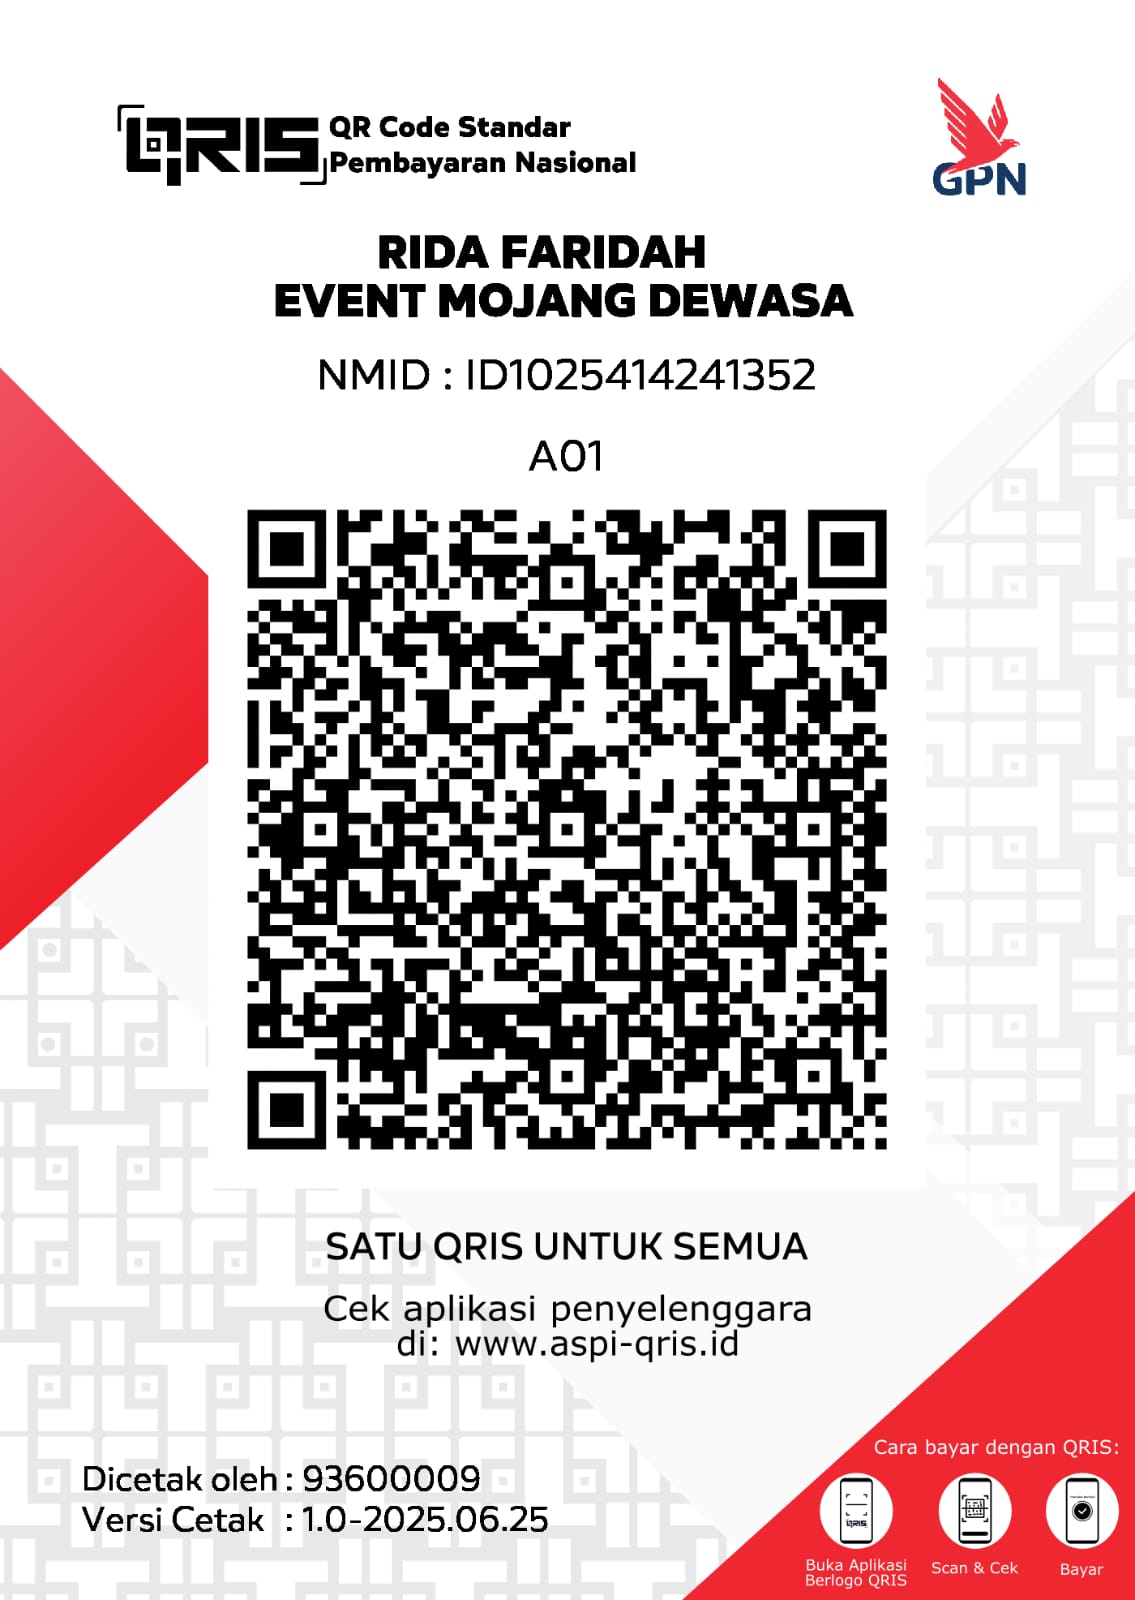 QRIS
QR Code Standar
Pembayaran Nasional
GPN
RIDA FARIDAH
EVENT MOJANG DEWASA
NMID : ID1025414241352
A01
SATU QRIS UNTUK SEMUA
Cek aplikasi penyelenggara
di: www.aspi-qris.id
Dicetak oleh : 93600009
Versi Cetak : 1.0-2025.06.25
Cara bayar dengan QRIS:
QRIS
Buka Aplikasi
Berlogo QRIS
Scan & Cek
Bayar